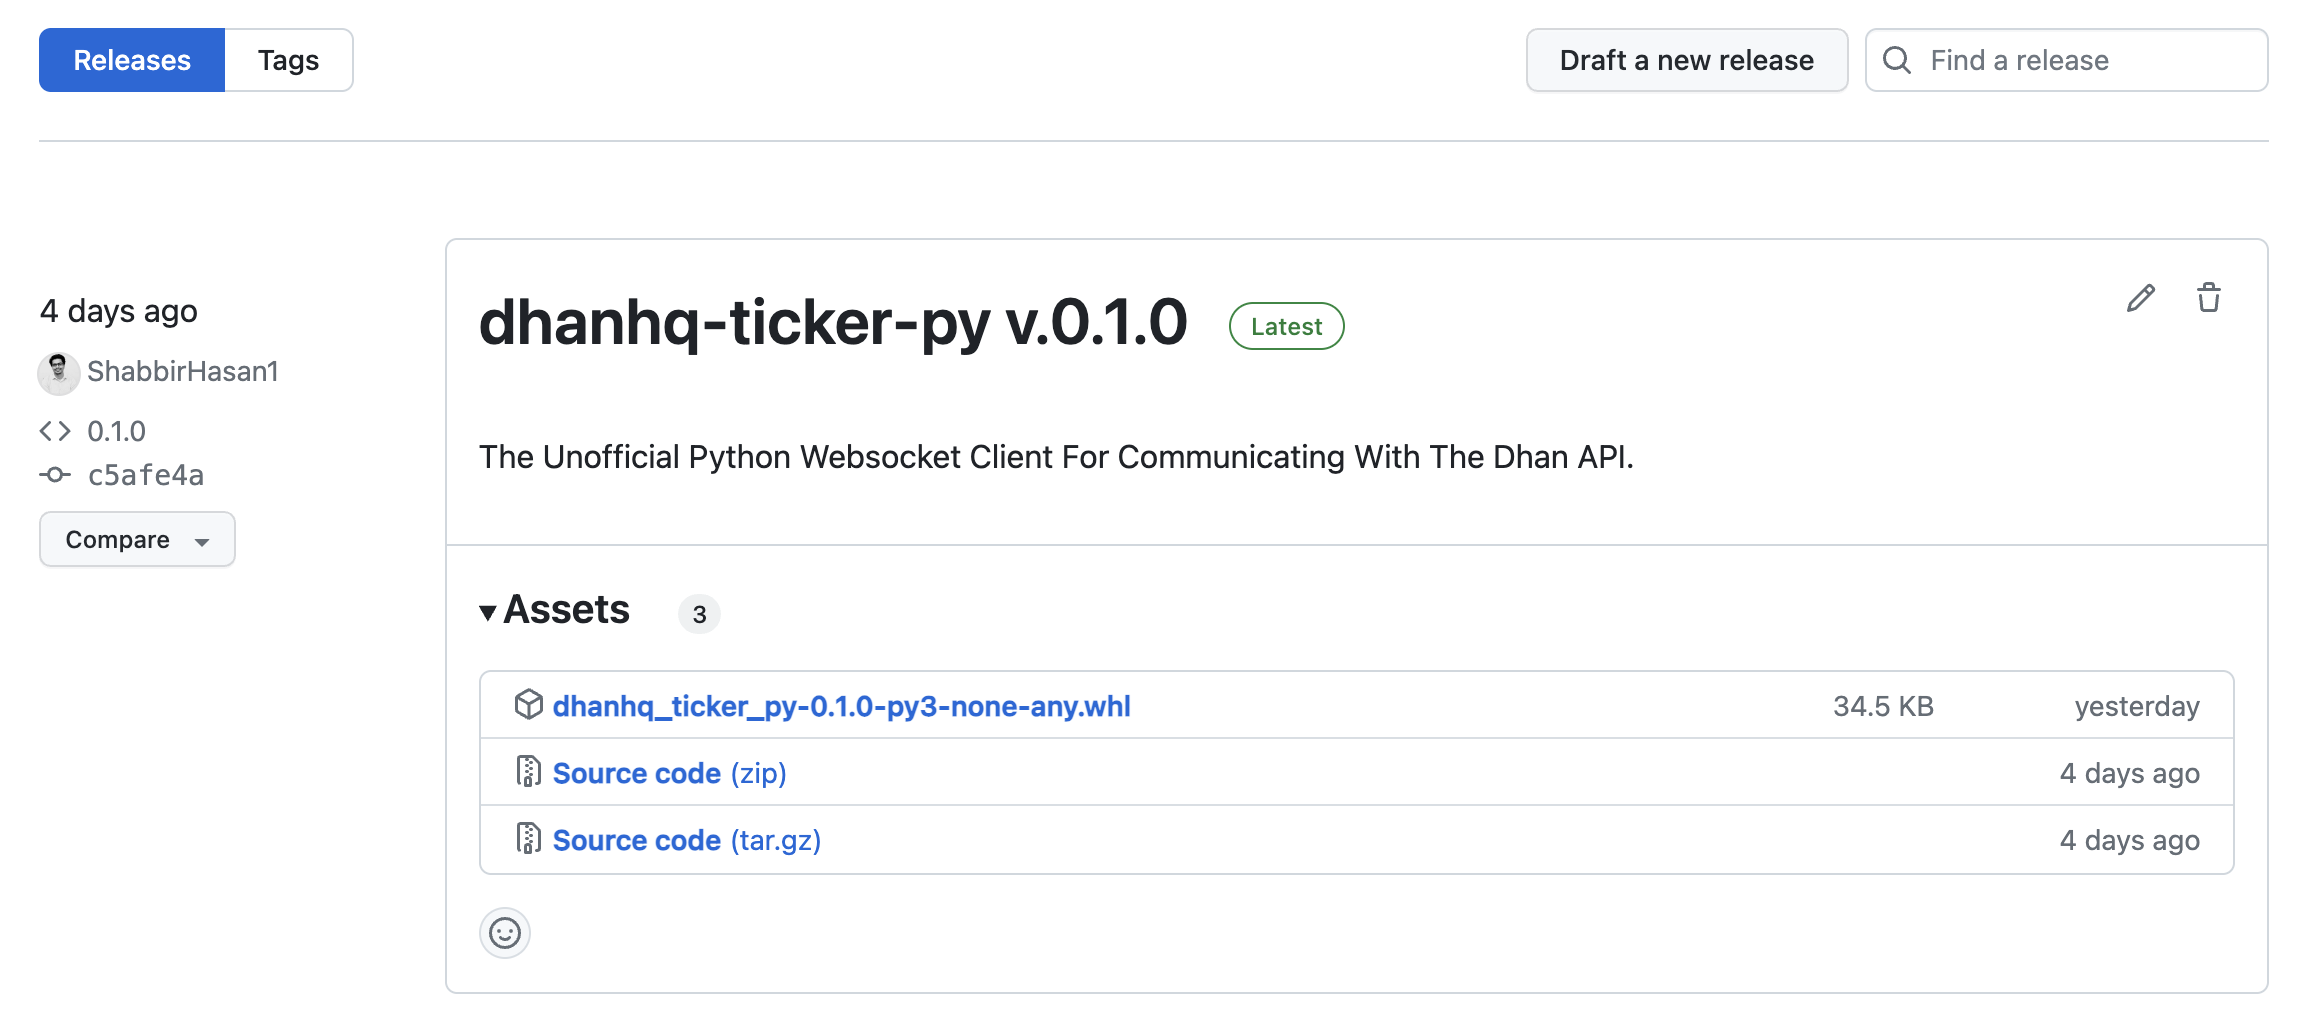 Releases Tags Draft a new release Find a release
4 days ago
ShabbirHasan1
0.1.0
c5afe4a
Compare
dhanhq-ticker-py v.0.1.0 Latest
The Unofficial Python Websocket Client For Communicating With The Dhan API.
Assets 3
dhanhq_ticker_py-0.1.0-py3-none-any.whl 34.5 KB yesterday
Source code (zip) 4 days ago
Source code (tar.gz) 4 days ago